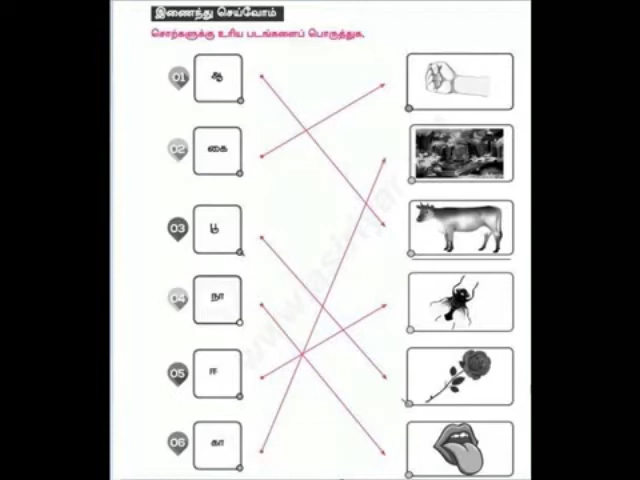 இணைந்து செய்வோம்
சொற்களுக்கு உரிய படங்களைப் பொருத்துக.
01 ஆ
02 கை
03 பூ
04 நா
05 ஈ
06 கா